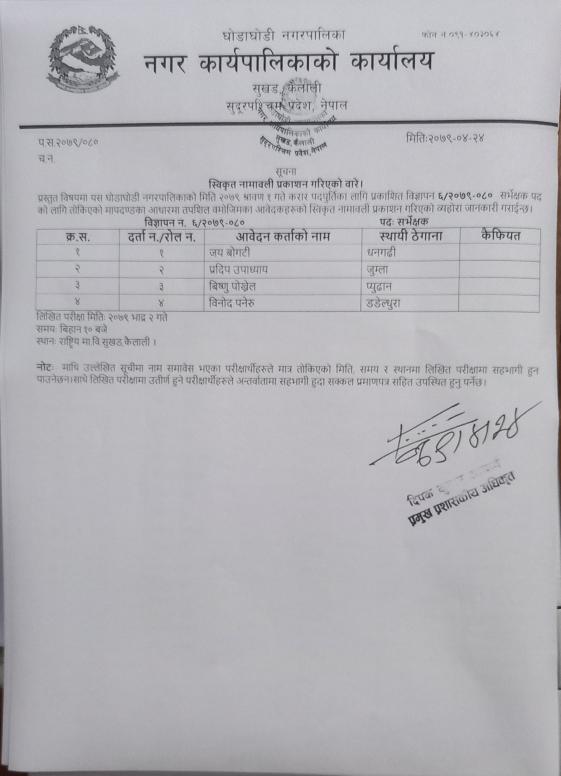 घोडाघोडी नगरपालिका
फोन नं ०९१-४०३०६४
नगर कार्यपालिकाको कार्यालय
सुखड, कैलाली
सुदूरपश्चिम प्रदेश, नेपाल
प.स.२०७९/०८०
मिति:२०७९-०४-२४
च.न.
सूचना
स्विकृत नामावली प्रकाशन गरिएको वारे।
प्रस्तुत विषयमा यस घोडाघोडी नगरपालिकाको मिति २०७९ श्रावण १ गते करार पदपुर्तिका लागि प्रकाशित विज्ञापन ६/२०७९-०८० सर्भेक्षक पद
को लागि तोकिएको मापदण्डका आधारमा तपशिल वमोजिमका आवेदकहरुको स्विकृत नामावली प्रकाशन गरिएको व्यहोरा जानकारी गराईन्छ।
विज्ञापन न. ६/२०७९-०८० पदः सर्भेक्षक
क्र.स. दर्ता न./रोल न. आवेदन कर्ताको नाम स्थायी ठेगाना कैफियत
१ १ जय बोगटी धनगढी
२ २ प्रदिप उपाध्याय जुम्ला
३ ३ बिष्णु पोख्रेल प्युठान
४ ४ विनोद पनेरु डडेल्धुरा
लिखित परीक्षा मितिः २०७९ भाद्र २ गते
समयः बिहान १० बजे
स्थानः राष्ट्रिय मा.वि.सुखड,कैलाली ।
नोटः माथि उल्लेखित सूचीमा नाम समावेस भएका परीक्षार्थीहरुले मात्र तोकिएको मिति, समय र स्थानमा लिखित परीक्षामा सहभागी हुन
पाउनेछन।साथै लिखित परीक्षामा उतीर्ण हुने परीक्षार्थीहरुले अन्तर्वार्तामा सहभागी हुदा सक्कल प्रमाणपत्र सहित उपस्थित हुनु पर्नेछ।
दिपक
प्रमुख प्रशासकीय अधिकृत